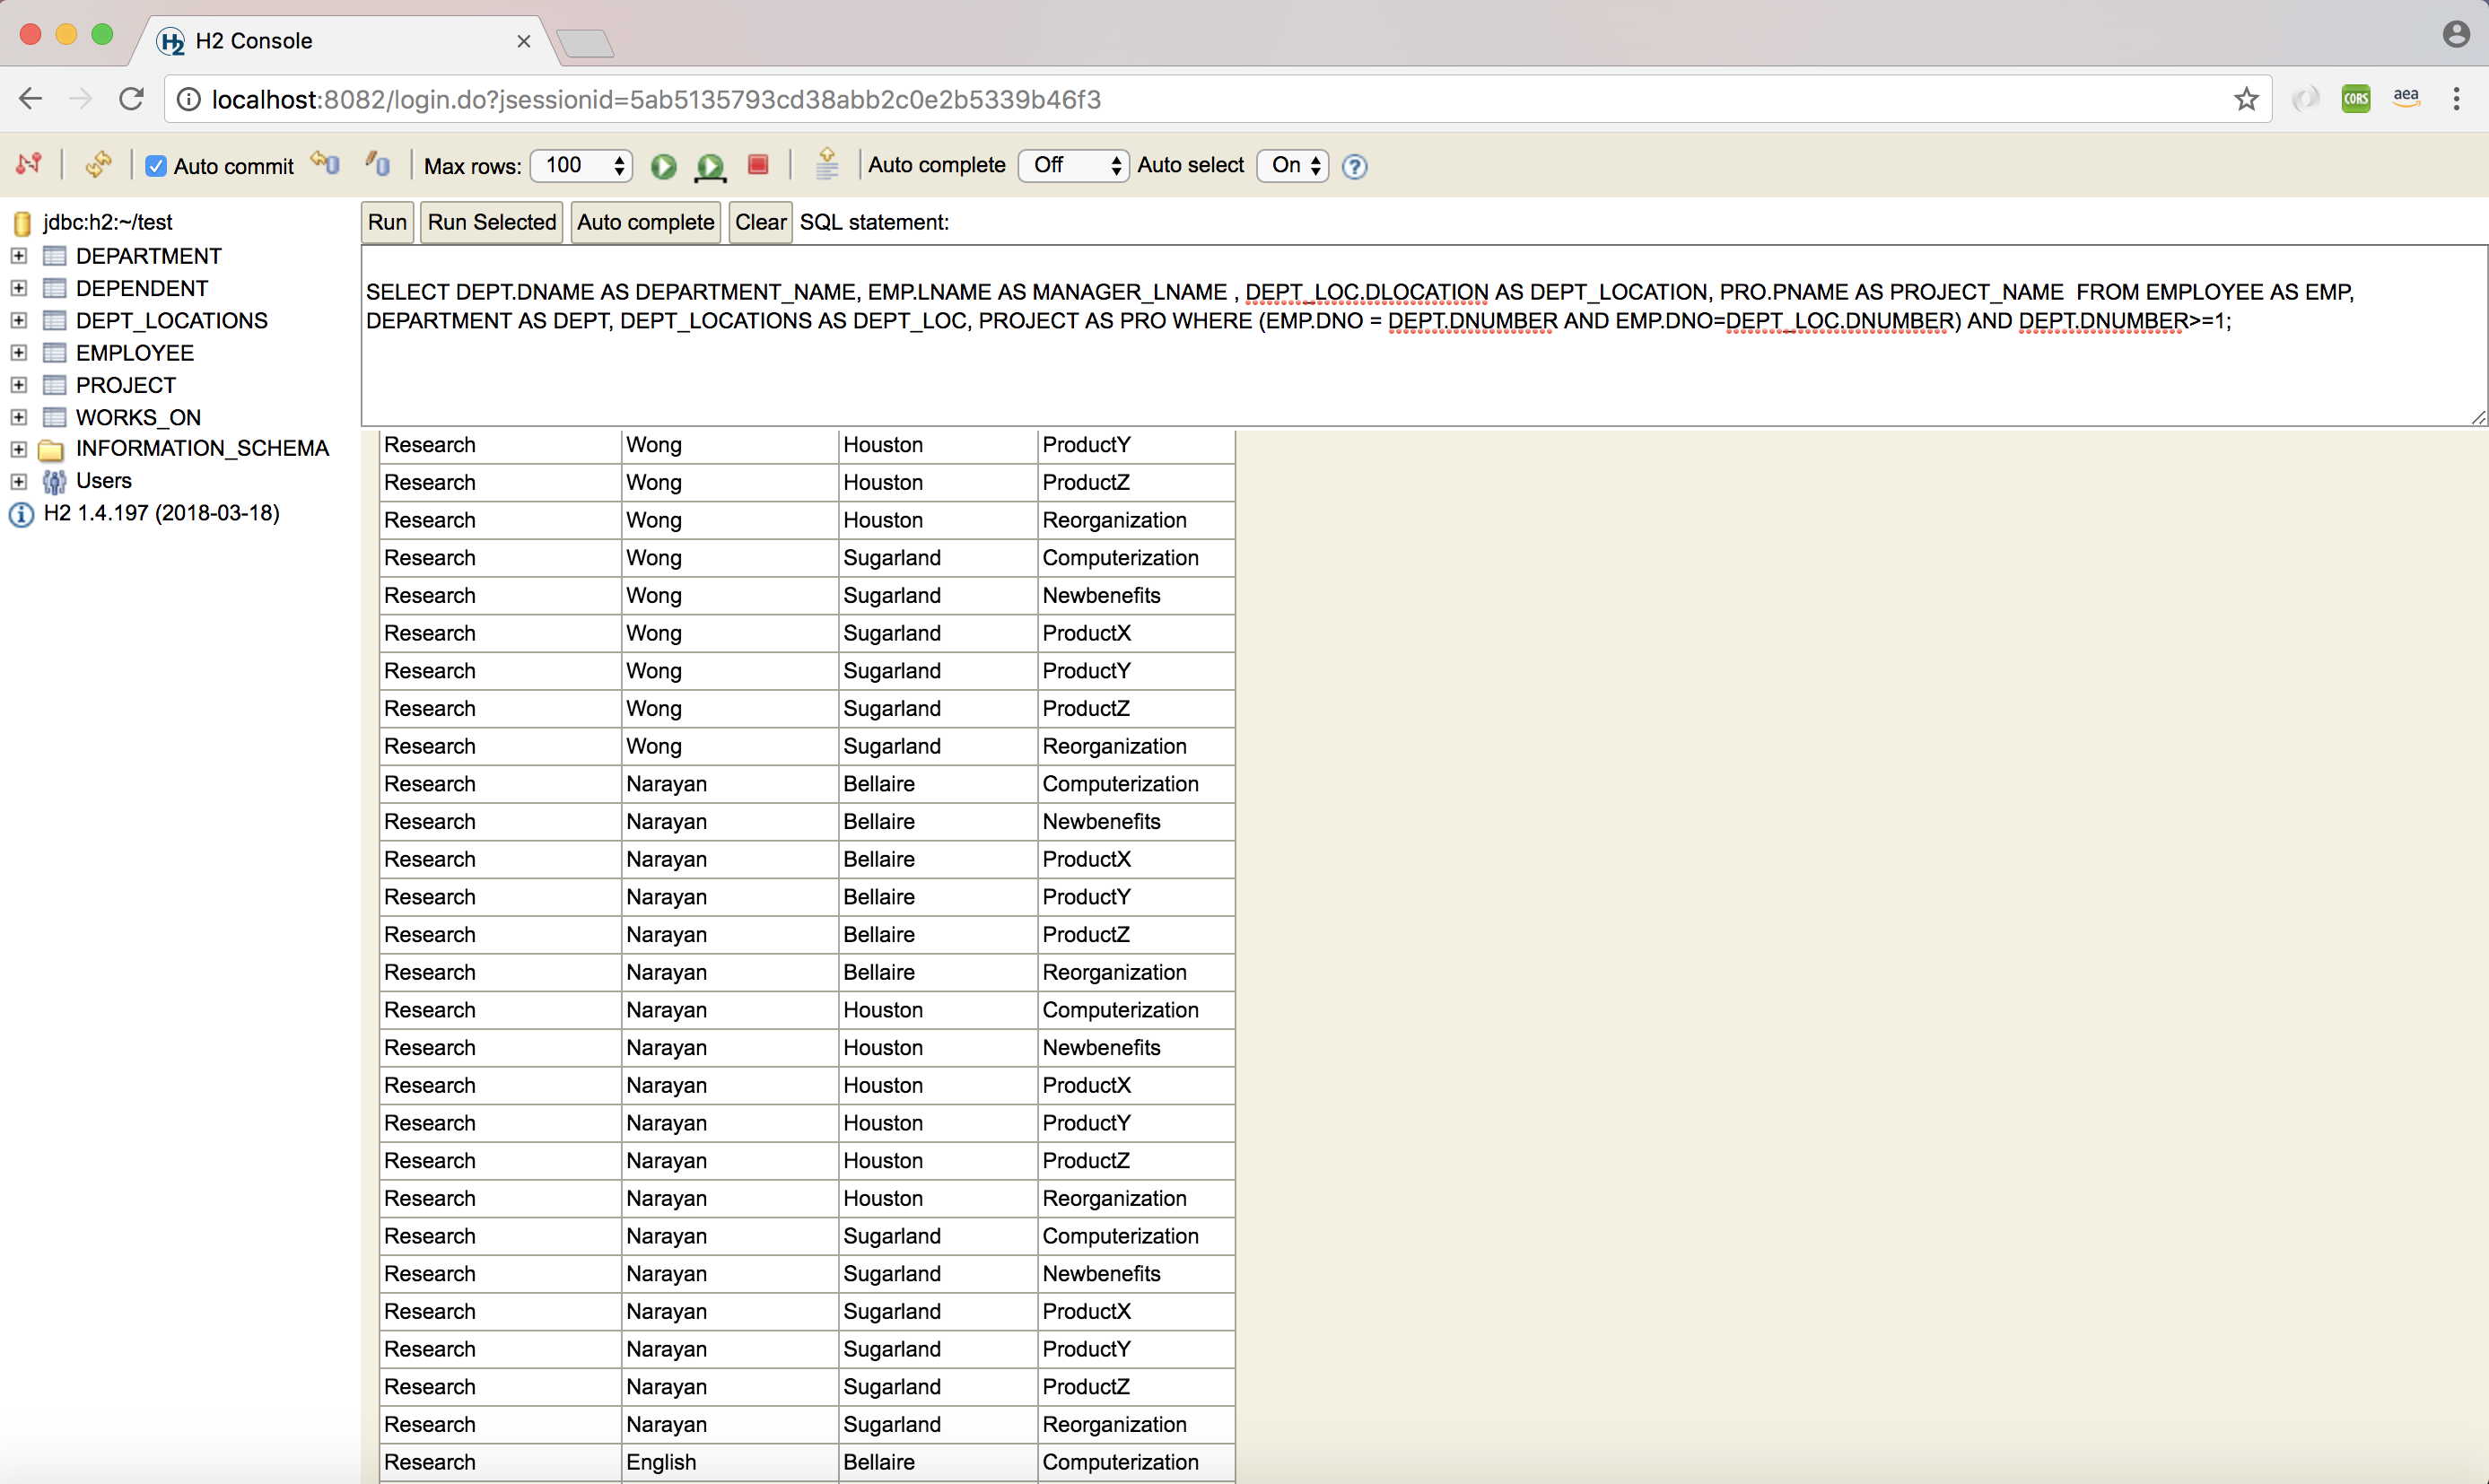 H2 Console
localhost:8082/login.do?jsessionid=5ab5135793cd38abb2c0e2b5339b46f3
CORS
aea
Auto commit Max rows: 100 Auto complete Off Auto select On
jdbc:h2:~/test
DEPARTMENT
DEPENDENT
DEPT_LOCATIONS
EMPLOYEE
PROJECT
WORKS_ON
INFORMATION_SCHEMA
Users
H2 1.4.197 (2018-03-18)
Run Run Selected Auto complete Clear SQL statement:
SELECT DEPT.DNAME AS DEPARTMENT_NAME, EMP.LNAME AS MANAGER_LNAME , DEPT_LOC.DLOCATION AS DEPT_LOCATION, PRO.PNAME AS PROJECT_NAME  FROM EMPLOYEE AS EMP,
DEPARTMENT AS DEPT, DEPT_LOCATIONS AS DEPT_LOC, PROJECT AS PRO WHERE (EMP.DNO = DEPT.DNUMBER AND EMP.DNO=DEPT_LOC.DNUMBER) AND DEPT.DNUMBER>=1;
Research Wong Houston ProductY
Research Wong Houston ProductZ
Research Wong Houston Reorganization
Research Wong Sugarland Computerization
Research Wong Sugarland Newbenefits
Research Wong Sugarland ProductX
Research Wong Sugarland ProductY
Research Wong Sugarland ProductZ
Research Wong Sugarland Reorganization
Research Narayan Bellaire Computerization
Research Narayan Bellaire Newbenefits
Research Narayan Bellaire ProductX
Research Narayan Bellaire ProductY
Research Narayan Bellaire ProductZ
Research Narayan Bellaire Reorganization
Research Narayan Houston Computerization
Research Narayan Houston Newbenefits
Research Narayan Houston ProductX
Research Narayan Houston ProductY
Research Narayan Houston ProductZ
Research Narayan Houston Reorganization
Research Narayan Sugarland Computerization
Research Narayan Sugarland Newbenefits
Research Narayan Sugarland ProductX
Research Narayan Sugarland ProductY
Research Narayan Sugarland ProductZ
Research Narayan Sugarland Reorganization
Research English Bellaire Computerization